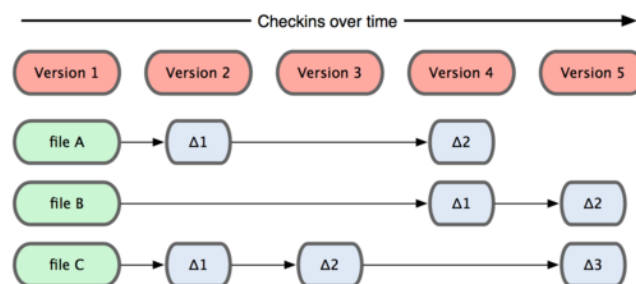 Checkins over time
Version 1 Version 2 Version 3 Version 4 Version 5
file A Δ1 Δ2
file B Δ1 Δ2
file C Δ1 Δ2 Δ3